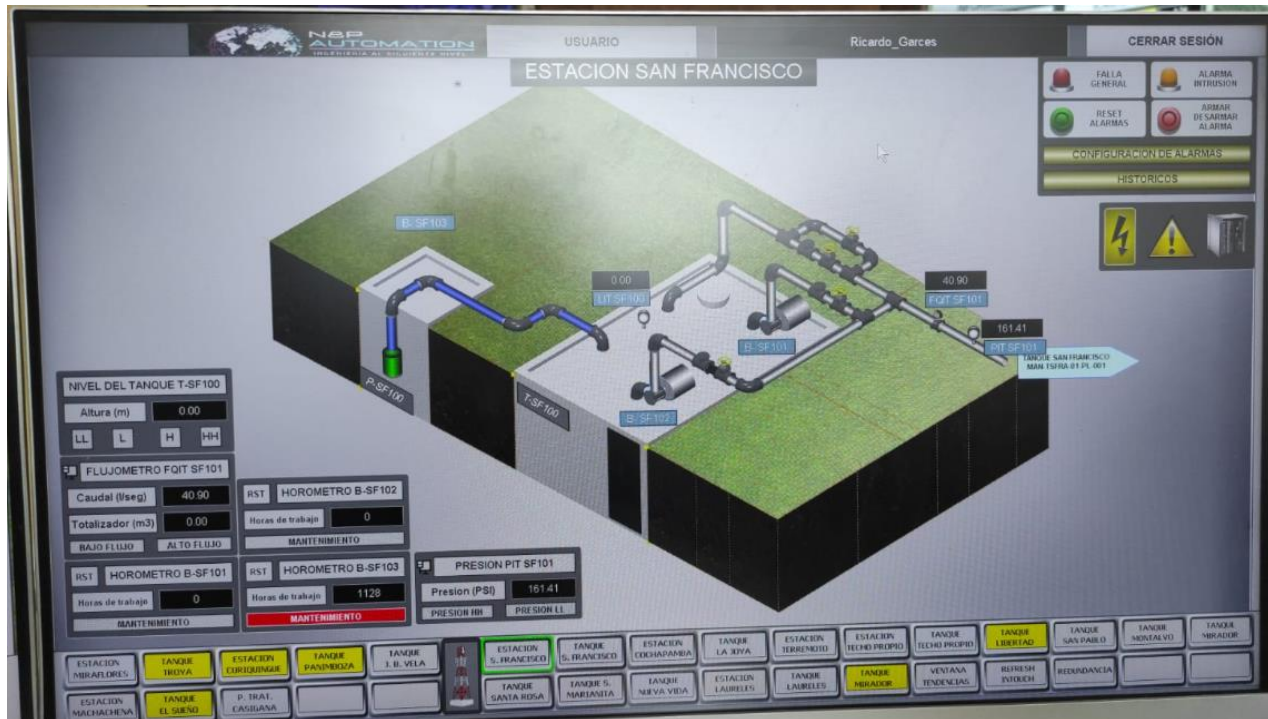 N&P
AUTOMATION
INGENIERIA AL SIGUIENTE NIVEL
USUARIO
Ricardo_Garces
CERRAR SESIÓN
ESTACION SAN FRANCISCO
FALLA
GENERAL
ALARMA
INTRUSION
RESET
ALARMAS
ARMAR
DESARMAR
ALARMA
CONFIGURACION DE ALARMAS
HISTORICOS
B- SF103
0.00
LIT SF100
40.90
FQIT SF101
161.41
PIT SF101
TANQUE SAN FRANCISCO
MAN-TSFRA-01-PL-001
B-SF101
B- SF102
P-SF100
T-SF100
NIVEL DEL TANQUE T-SF100
Altura (m) 0.00
LL L H HH
FLUJOMETRO FQIT SF101
Caudal (l/seg) 40.90
Totalizador (m3) 0.00
BAJO FLUJO ALTO FLUJO
RST HOROMETRO B-SF101
Horas de trabajo 0
MANTENIMIENTO
RST HOROMETRO B-SF102
Horas de trabajo 0
MANTENIMIENTO
RST HOROMETRO B-SF103
Horas de trabajo 1128
MANTENIMIENTO
PRESION PIT SF101
Presion (PSI) 161.41
PRESION HH PRESION LL
ESTACION
MIRAFLORES
TANQUE
TROYA
ESTACION
CURIQUINGUE
TANQUE
PANIMBOZA
TANQUE
J. B. VELA
ESTACION
S. FRANCISCO
TANQUE
S. FRANCISCO
ESTACION
COCHAPAMBA
TANQUE
LA JOYA
ESTACION
TERREMOTO
ESTACION
TECHO PROPIO
TANQUE
TECHO PROPIO
TANQUE
LIBERTAD
TANQUE
SAN PABLO
TANQUE
MONTALVO
TANQUE
MIRADOR
ESTACION
MACHACHENA
TANQUE
EL SUEÑO
P. TRAT.
CASIGANA
TANQUE
SANTA ROSA
TANQUE S.
MARIANITA
TANQUE
NUEVA VIDA
ESTACION
LAURELES
TANQUE
LAURELES
TANQUE
MIRADOR
VENTANA
TENDENCIAS
REFRESH
INTOUCH
REDUNDANCIA